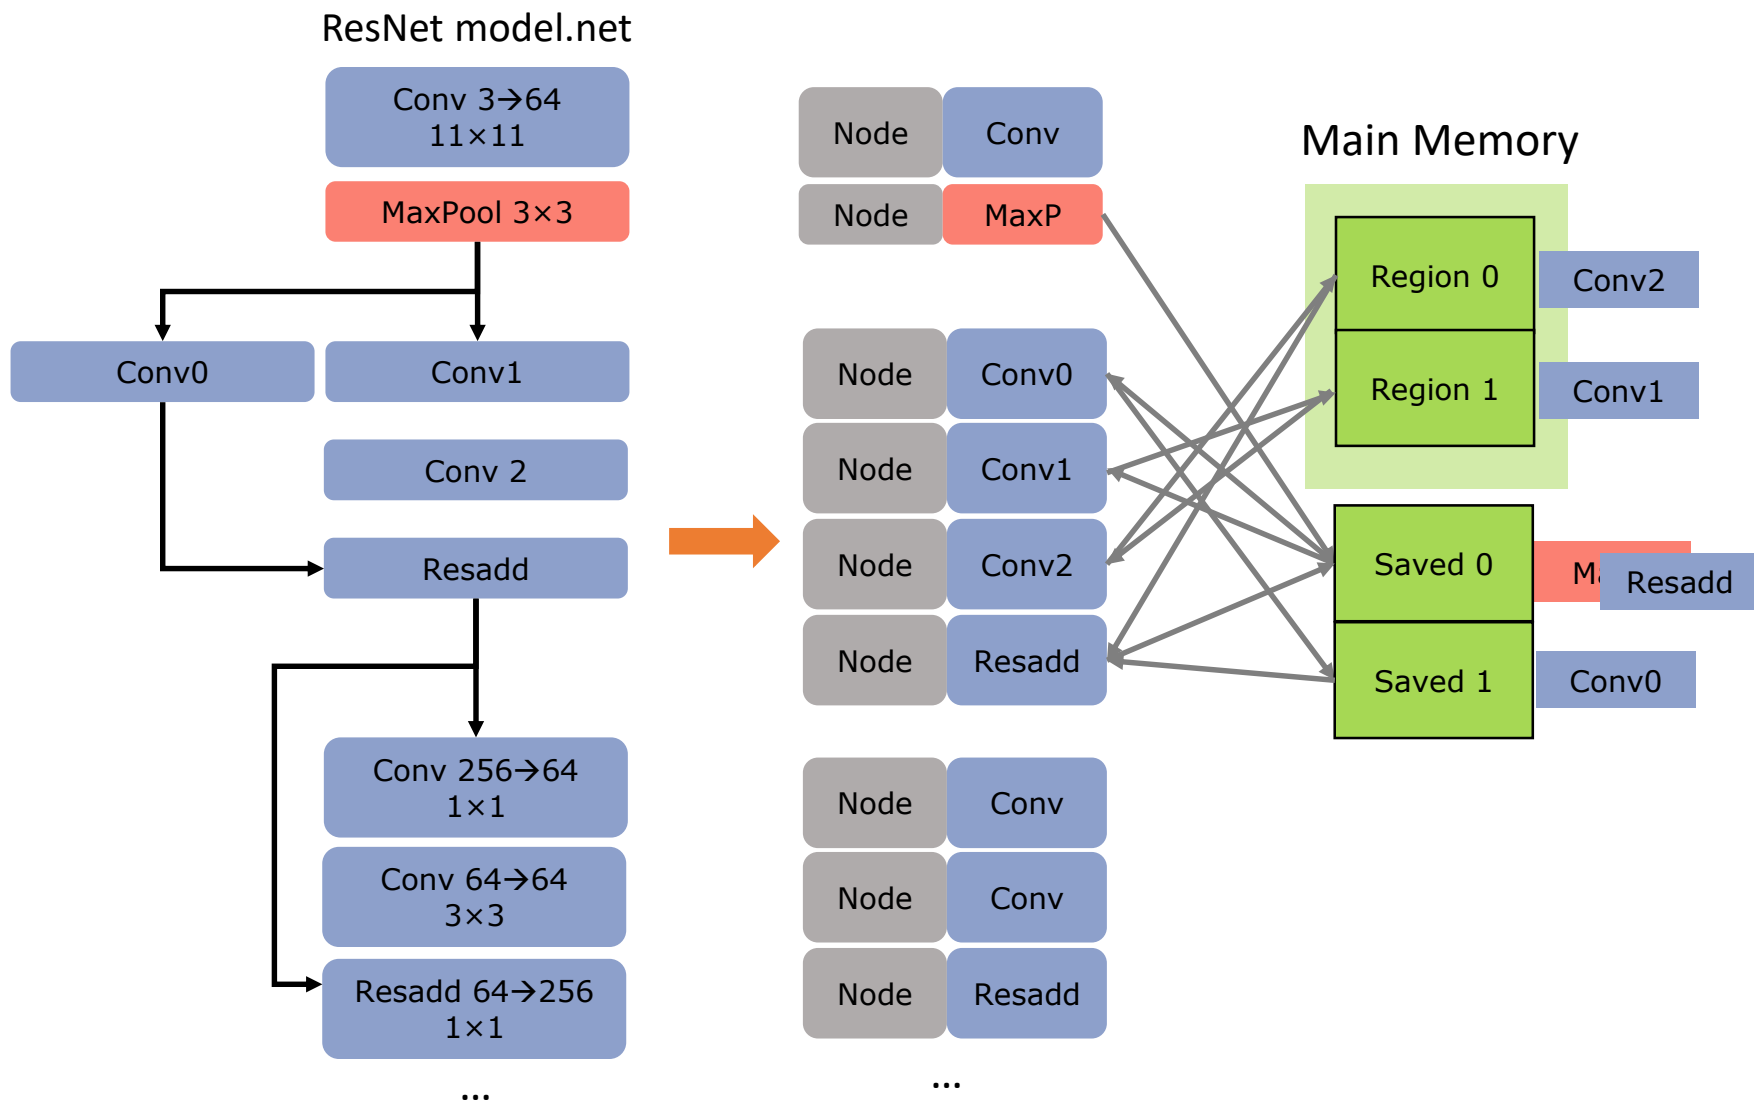 ResNet model.net
Conv 3→64
11×11
MaxPool 3×3
Conv0
Conv1
Conv 2
Resadd
Conv 256→64
1×1
Conv 64→64
3×3
Resadd 64→256
1×1
...
Node Conv
Node MaxP
Node Conv0
Node Conv1
Node Conv2
Node Resadd
Node Conv
Node Conv
Node Resadd
...
Main Memory
Region 0 Conv2
Region 1 Conv1
Saved 0 Resadd
Saved 1 Conv0